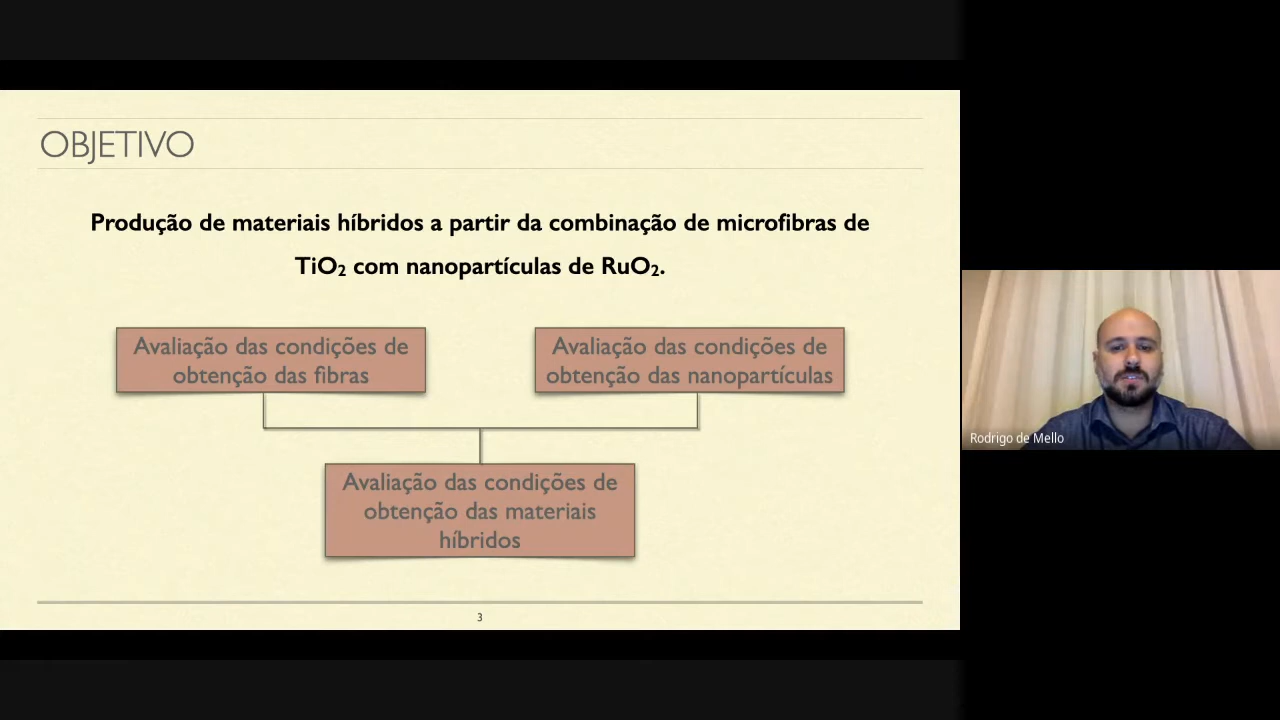 OBJETIVO
Produção de materiais híbridos a partir da combinação de microfibras de
TiO₂ com nanopartículas de RuO₂.
Avaliação das condições de
obtenção das fibras
Avaliação das condições de
obtenção das nanopartículas
Avaliação das condições de
obtenção das materiais
híbridos
3
Rodrigo de Mello